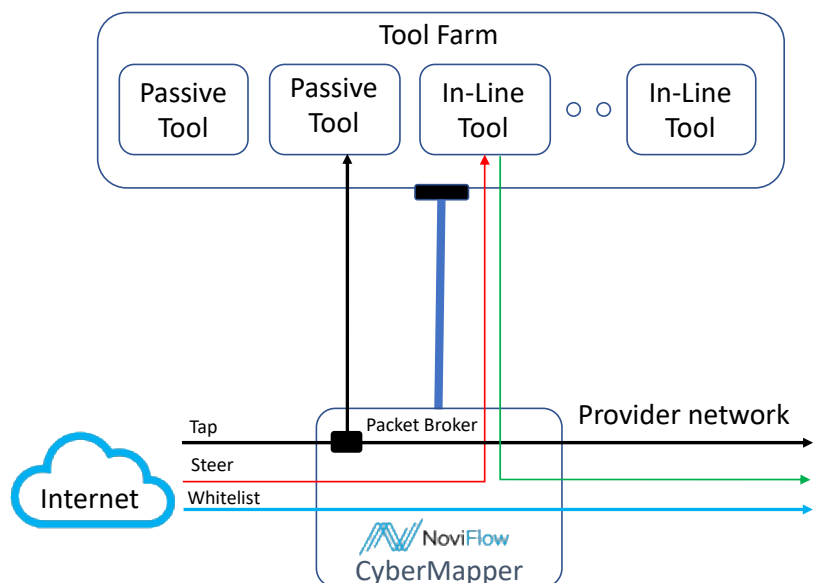 Tool Farm
Passive
Tool
Passive
Tool
In-Line
Tool
In-Line
Tool
Provider network
Packet Broker
Tap
Steer
Internet
Whitelist
NoviFlow
CyberMapper